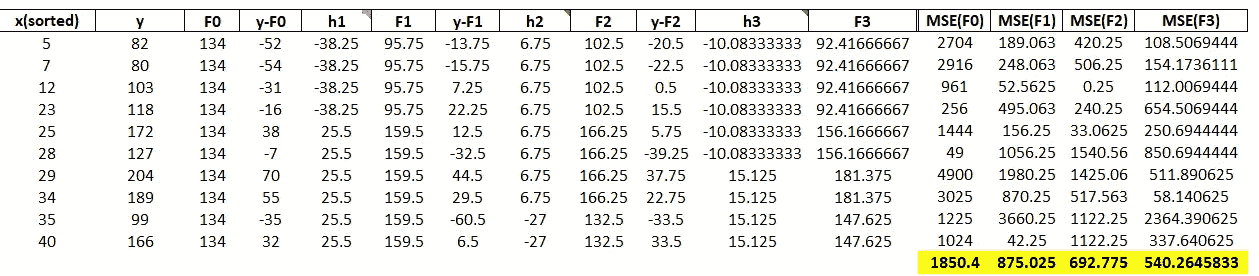 x(sorted) y F0 y-F0 h1 F1 y-F1 h2 F2 y-F2 h3 F3 MSE(F0) MSE(F1) MSE(F2) MSE(F3)
5 82 134 -52 -38.25 95.75 -13.75 6.75 102.5 -20.5 -10.08333333 92.41666667 2704 189.063 420.25 108.5069444
7 80 134 -54 -38.25 95.75 -15.75 6.75 102.5 -22.5 -10.08333333 92.41666667 2916 248.063 506.25 154.1736111
12 103 134 -31 -38.25 95.75 7.25 6.75 102.5 0.5 -10.08333333 92.41666667 961 52.5625 0.25 112.0069444
23 118 134 -16 -38.25 95.75 22.25 6.75 102.5 15.5 -10.08333333 92.41666667 256 495.063 240.25 654.5069444
25 172 134 38 25.5 159.5 12.5 6.75 166.25 5.75 -10.08333333 156.1666667 1444 156.25 33.0625 250.6944444
28 127 134 -7 25.5 159.5 -32.5 6.75 166.25 -39.25 -10.08333333 156.1666667 49 1056.25 1540.56 850.6944444
29 204 134 70 25.5 159.5 44.5 6.75 166.25 37.75 15.125 181.375 4900 1980.25 1425.06 511.890625
34 189 134 55 25.5 159.5 29.5 6.75 166.25 22.75 15.125 181.375 3025 870.25 517.563 58.140625
35 99 134 -35 25.5 159.5 -60.5 -27 132.5 -33.5 15.125 147.625 1225 3660.25 1122.25 2364.390625
40 166 134 32 25.5 159.5 6.5 -27 132.5 33.5 15.125 147.625 1024 42.25 1122.25 337.640625
1850.4 875.025 692.775 540.2645833